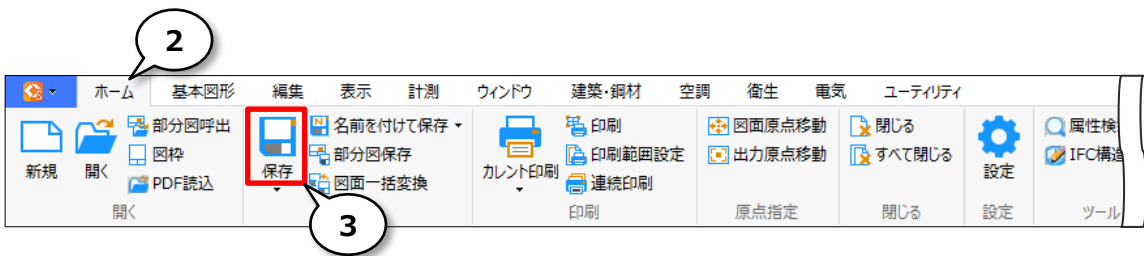 2
ホーム 基本図形 編集 表示 計測 ウィンドウ 建築・鋼材 空調 衛生 電気 ユーティリティ
部分図呼出 名前を付けて保存 印刷 図面原点移動 閉じる 属性検
新規 開く 図枠 保存 部分図保存 カレント印刷 印刷範囲設定 出力原点移動 すべて閉じる 設定 IFC構造
PDF読込 図面一括変換 連続印刷
開く 印刷 原点指定 閉じる 設定 ツール
3